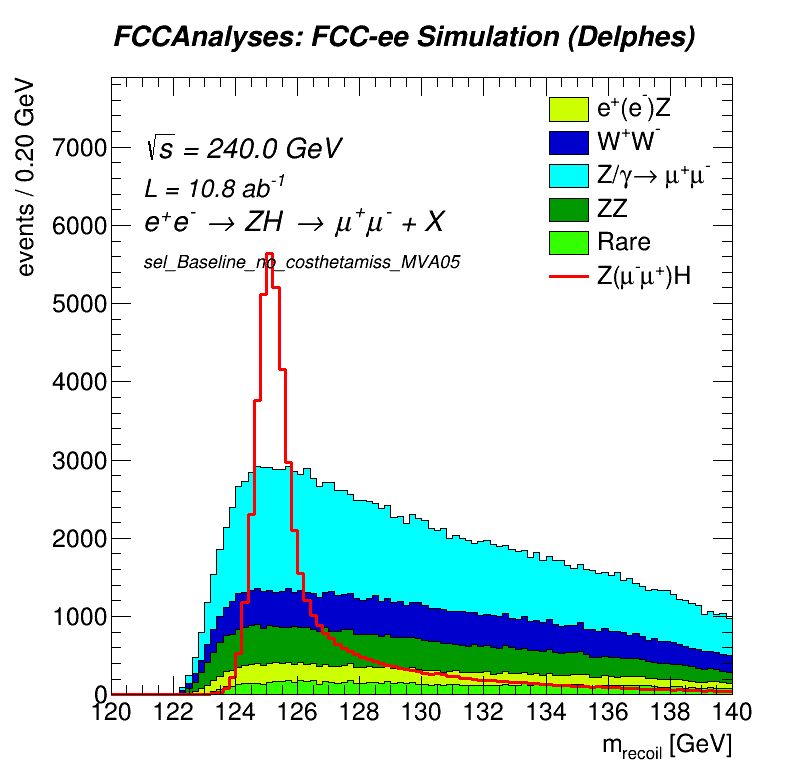 FCCAnalyses: FCC-ee Simulation (Delphes)
events / 0.20 GeV
7000
6000
5000
4000
3000
2000
1000
0
√s = 240.0 GeV
L = 10.8 ab⁻¹
e⁺e⁻ → ZH → μ⁺μ⁻ + X
sel_Baseline_no_costhetamiss_MVA05
e⁺(e⁻)Z
W⁺W⁻
Z/γ→ μ⁺μ⁻
ZZ
Rare
Z(μ⁻μ⁺)H
120 122 124 126 128 130 132 134 136 138 140
m_recoil [GeV]